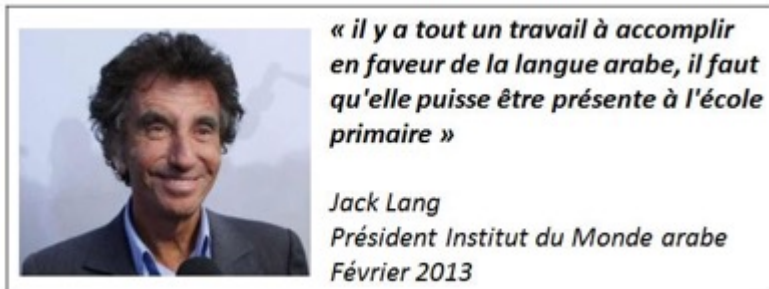 « il y a tout un travail à accomplir
en faveur de la langue arabe, il faut
qu'elle puisse être présente à l'école
primaire »
Jack Lang
Président Institut du Monde arabe
Février 2013